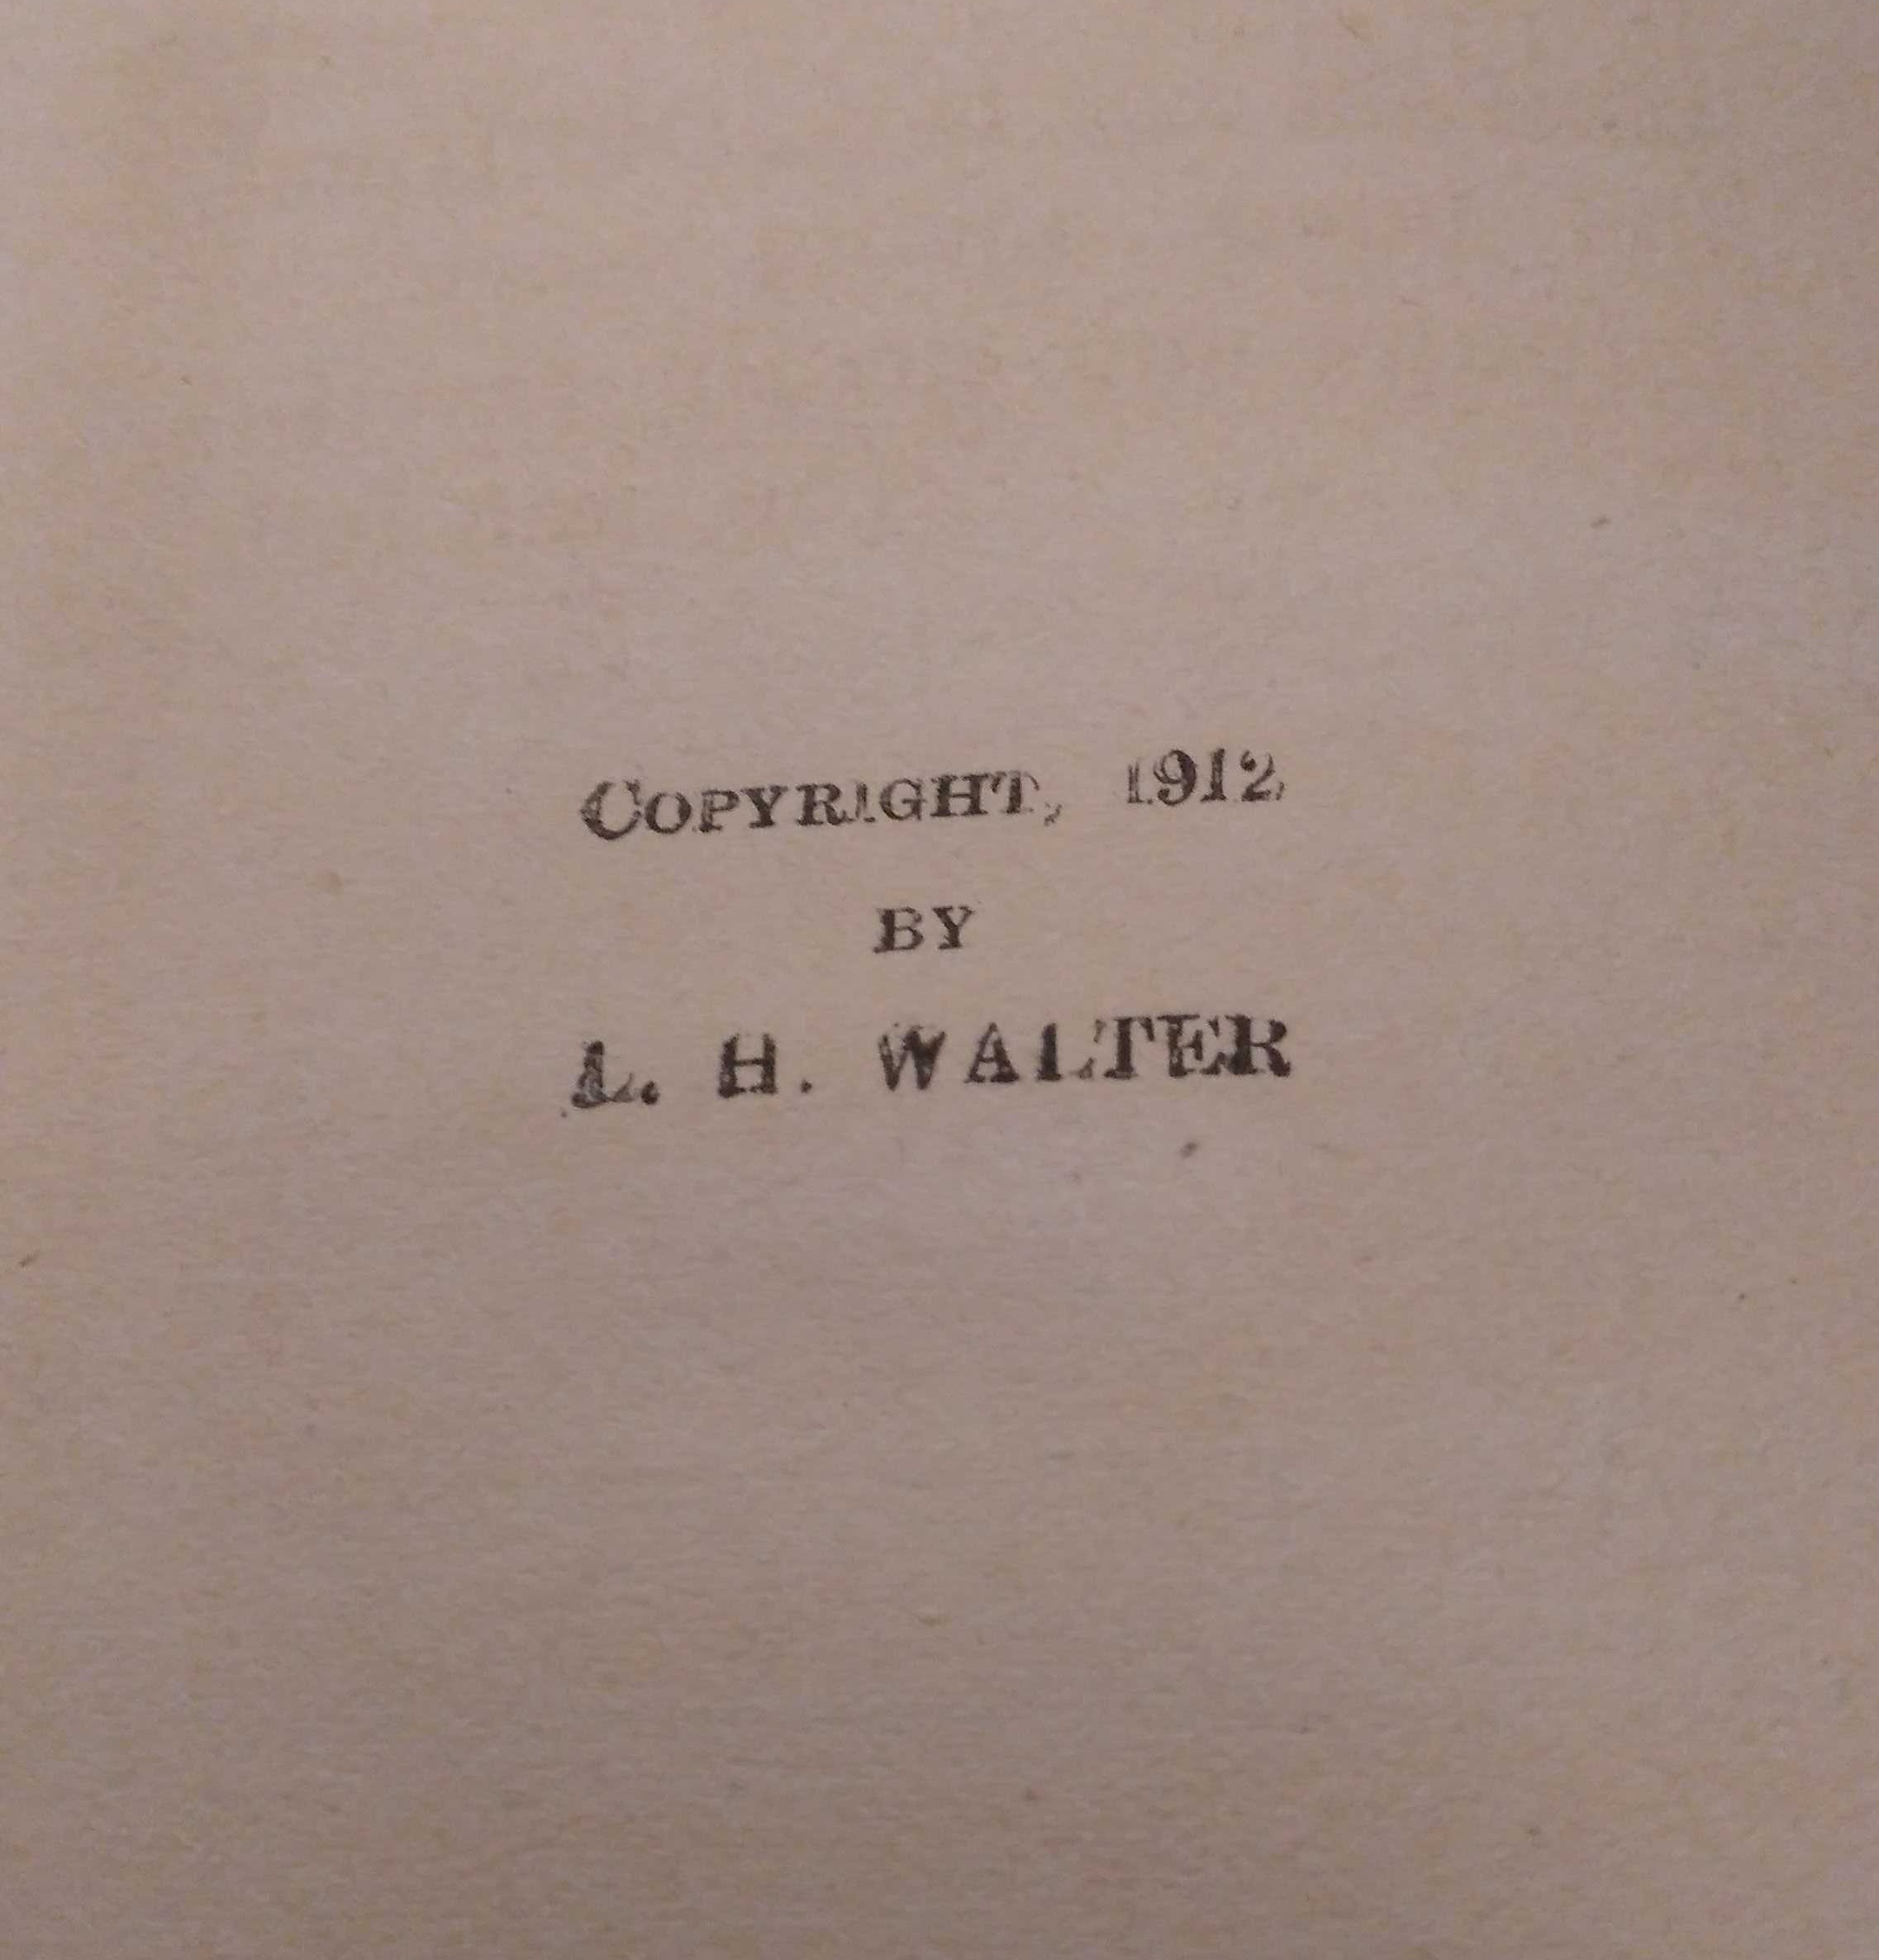 COPYRIGHT, 1912
BY
L. H. WALTER